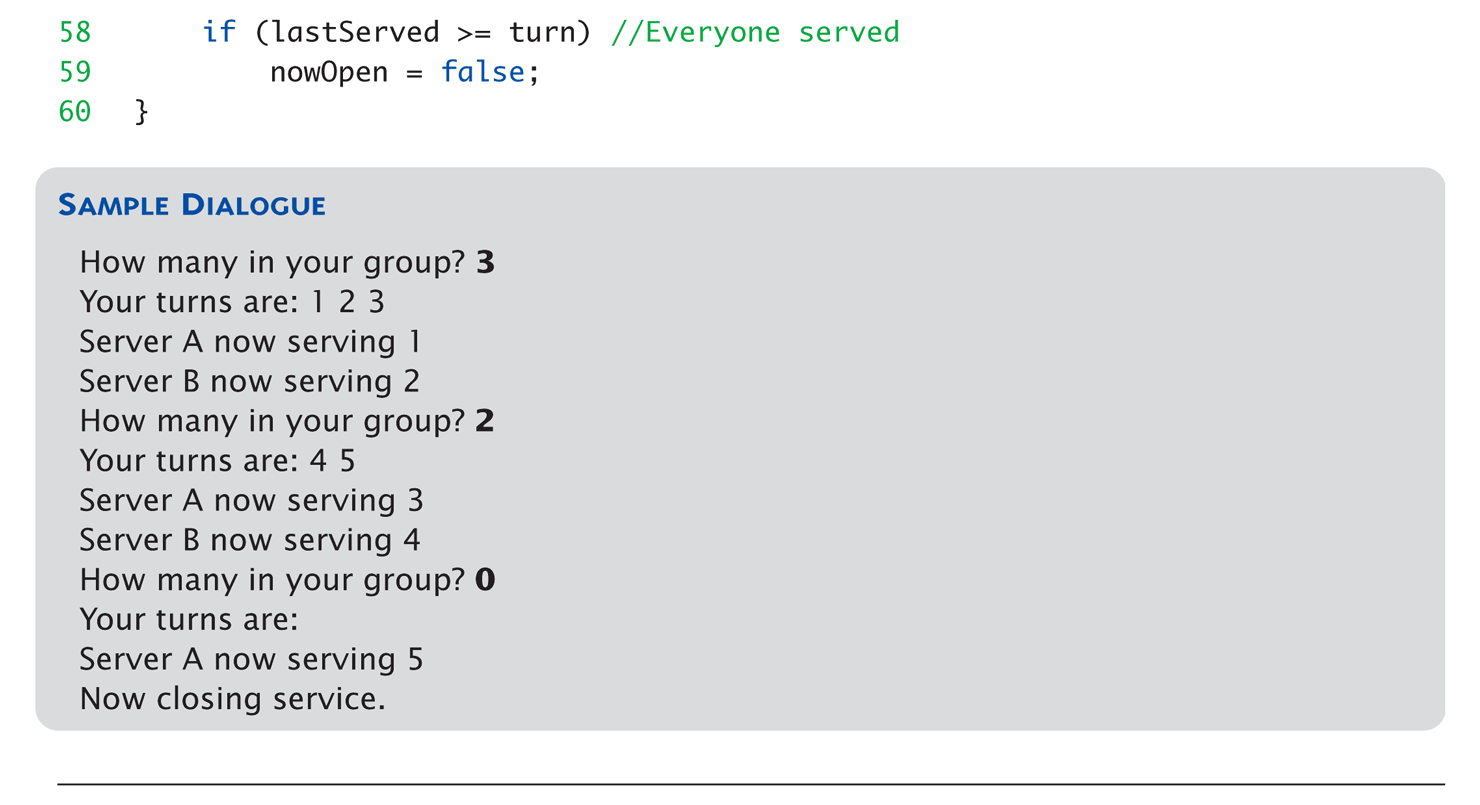 58 if (lastServed >= turn) //Everyone served
59 nowOpen = false;
60 }
SAMPLE DIALOGUE
How many in your group? 3
Your turns are: 1 2 3
Server A now serving 1
Server B now serving 2
How many in your group? 2
Your turns are: 4 5
Server A now serving 3
Server B now serving 4
How many in your group? 0
Your turns are:
Server A now serving 5
Now closing service.